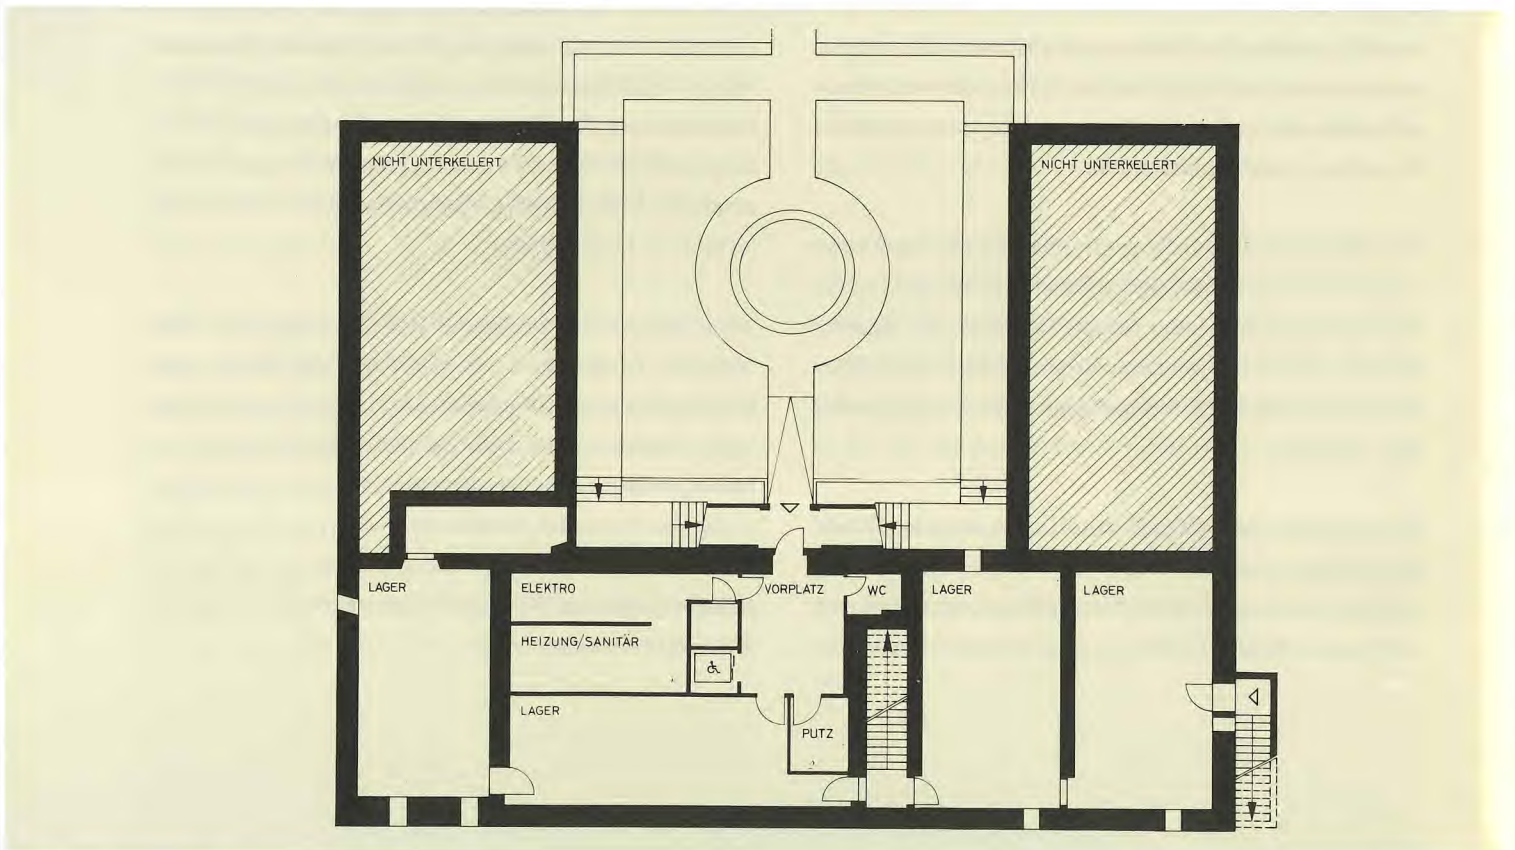 NICHT UNTERKELLERT
NICHT UNTERKELLERT
LAGER
ELEKTRO
VORPLATZ
WC
LAGER
LAGER
HEIZUNG/SANITÄR
LAGER
PUTZ